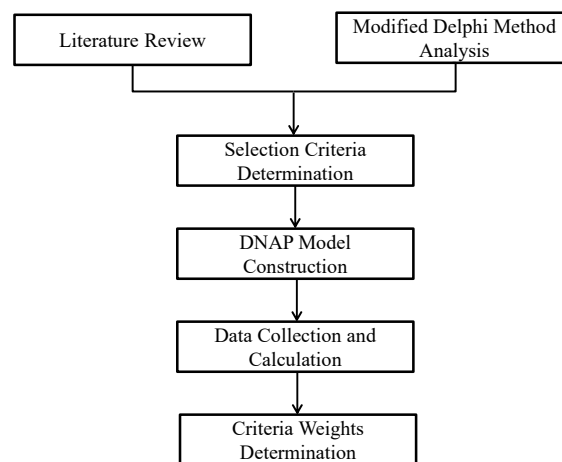 Literature Review
Modified Delphi Method
Analysis
Selection Criteria
Determination
DNAP Model
Construction
Data Collection and
Calculation
Criteria Weights
Determination